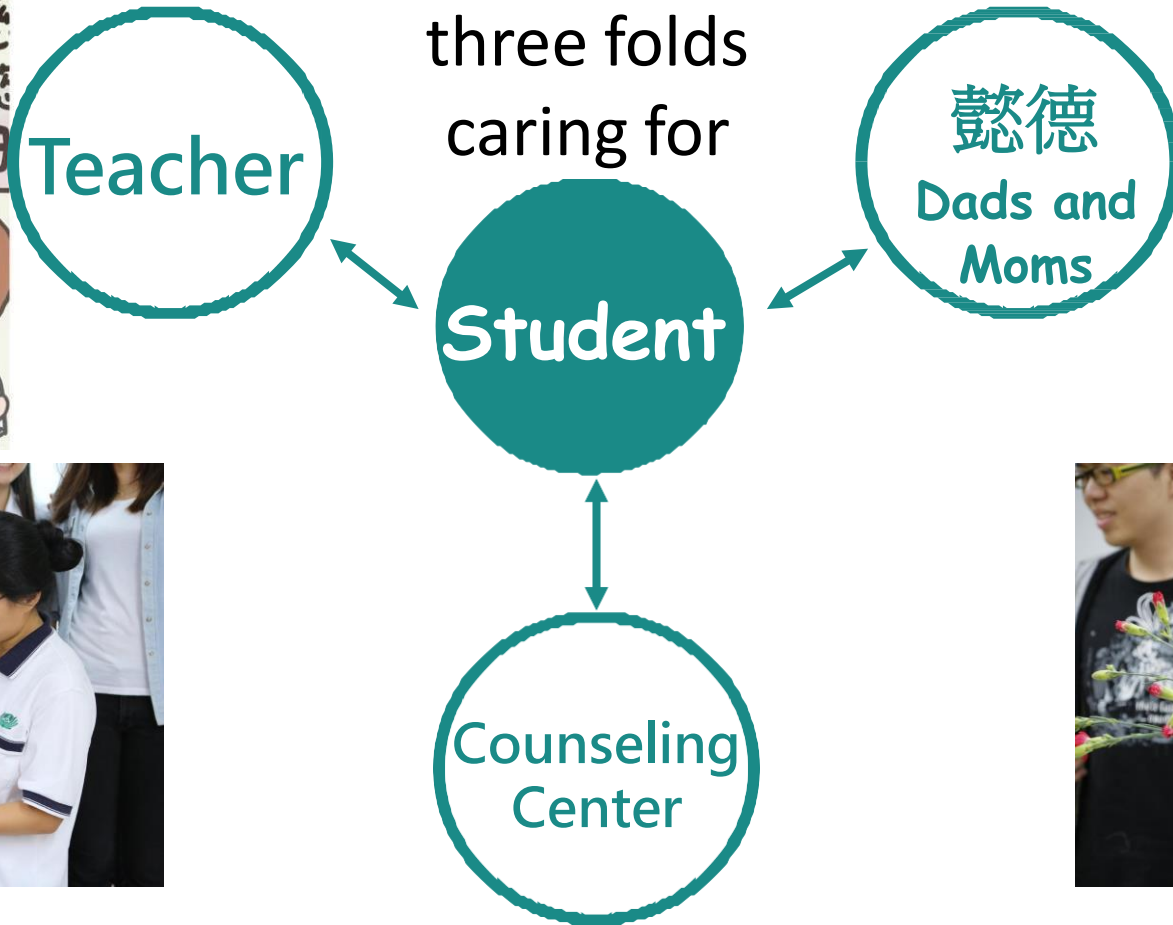 three folds
caring for
Teacher
懿德
Dads and
Moms
Student
Counseling
Center